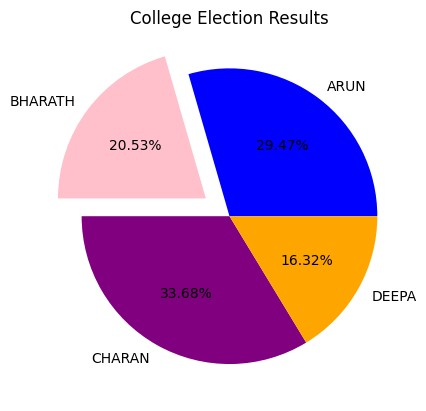 College Election Results
ARUN
29.47%
BHARATH
20.53%
CHARAN
33.68%
DEEPA
16.32%